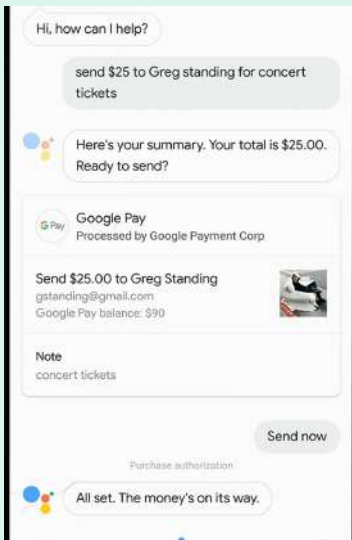 Hi, how can I help?
send $25 to Greg standing for concert
tickets
Here's your summary. Your total is $25.00.
Ready to send?
G Pay
Google Pay
Processed by Google Payment Corp
Send $25.00 to Greg Standing
gstanding@gmail.com
Google Pay balance: $90
Note
concert tickets
Send now
Purchase authorization
All set. The money's on its way.